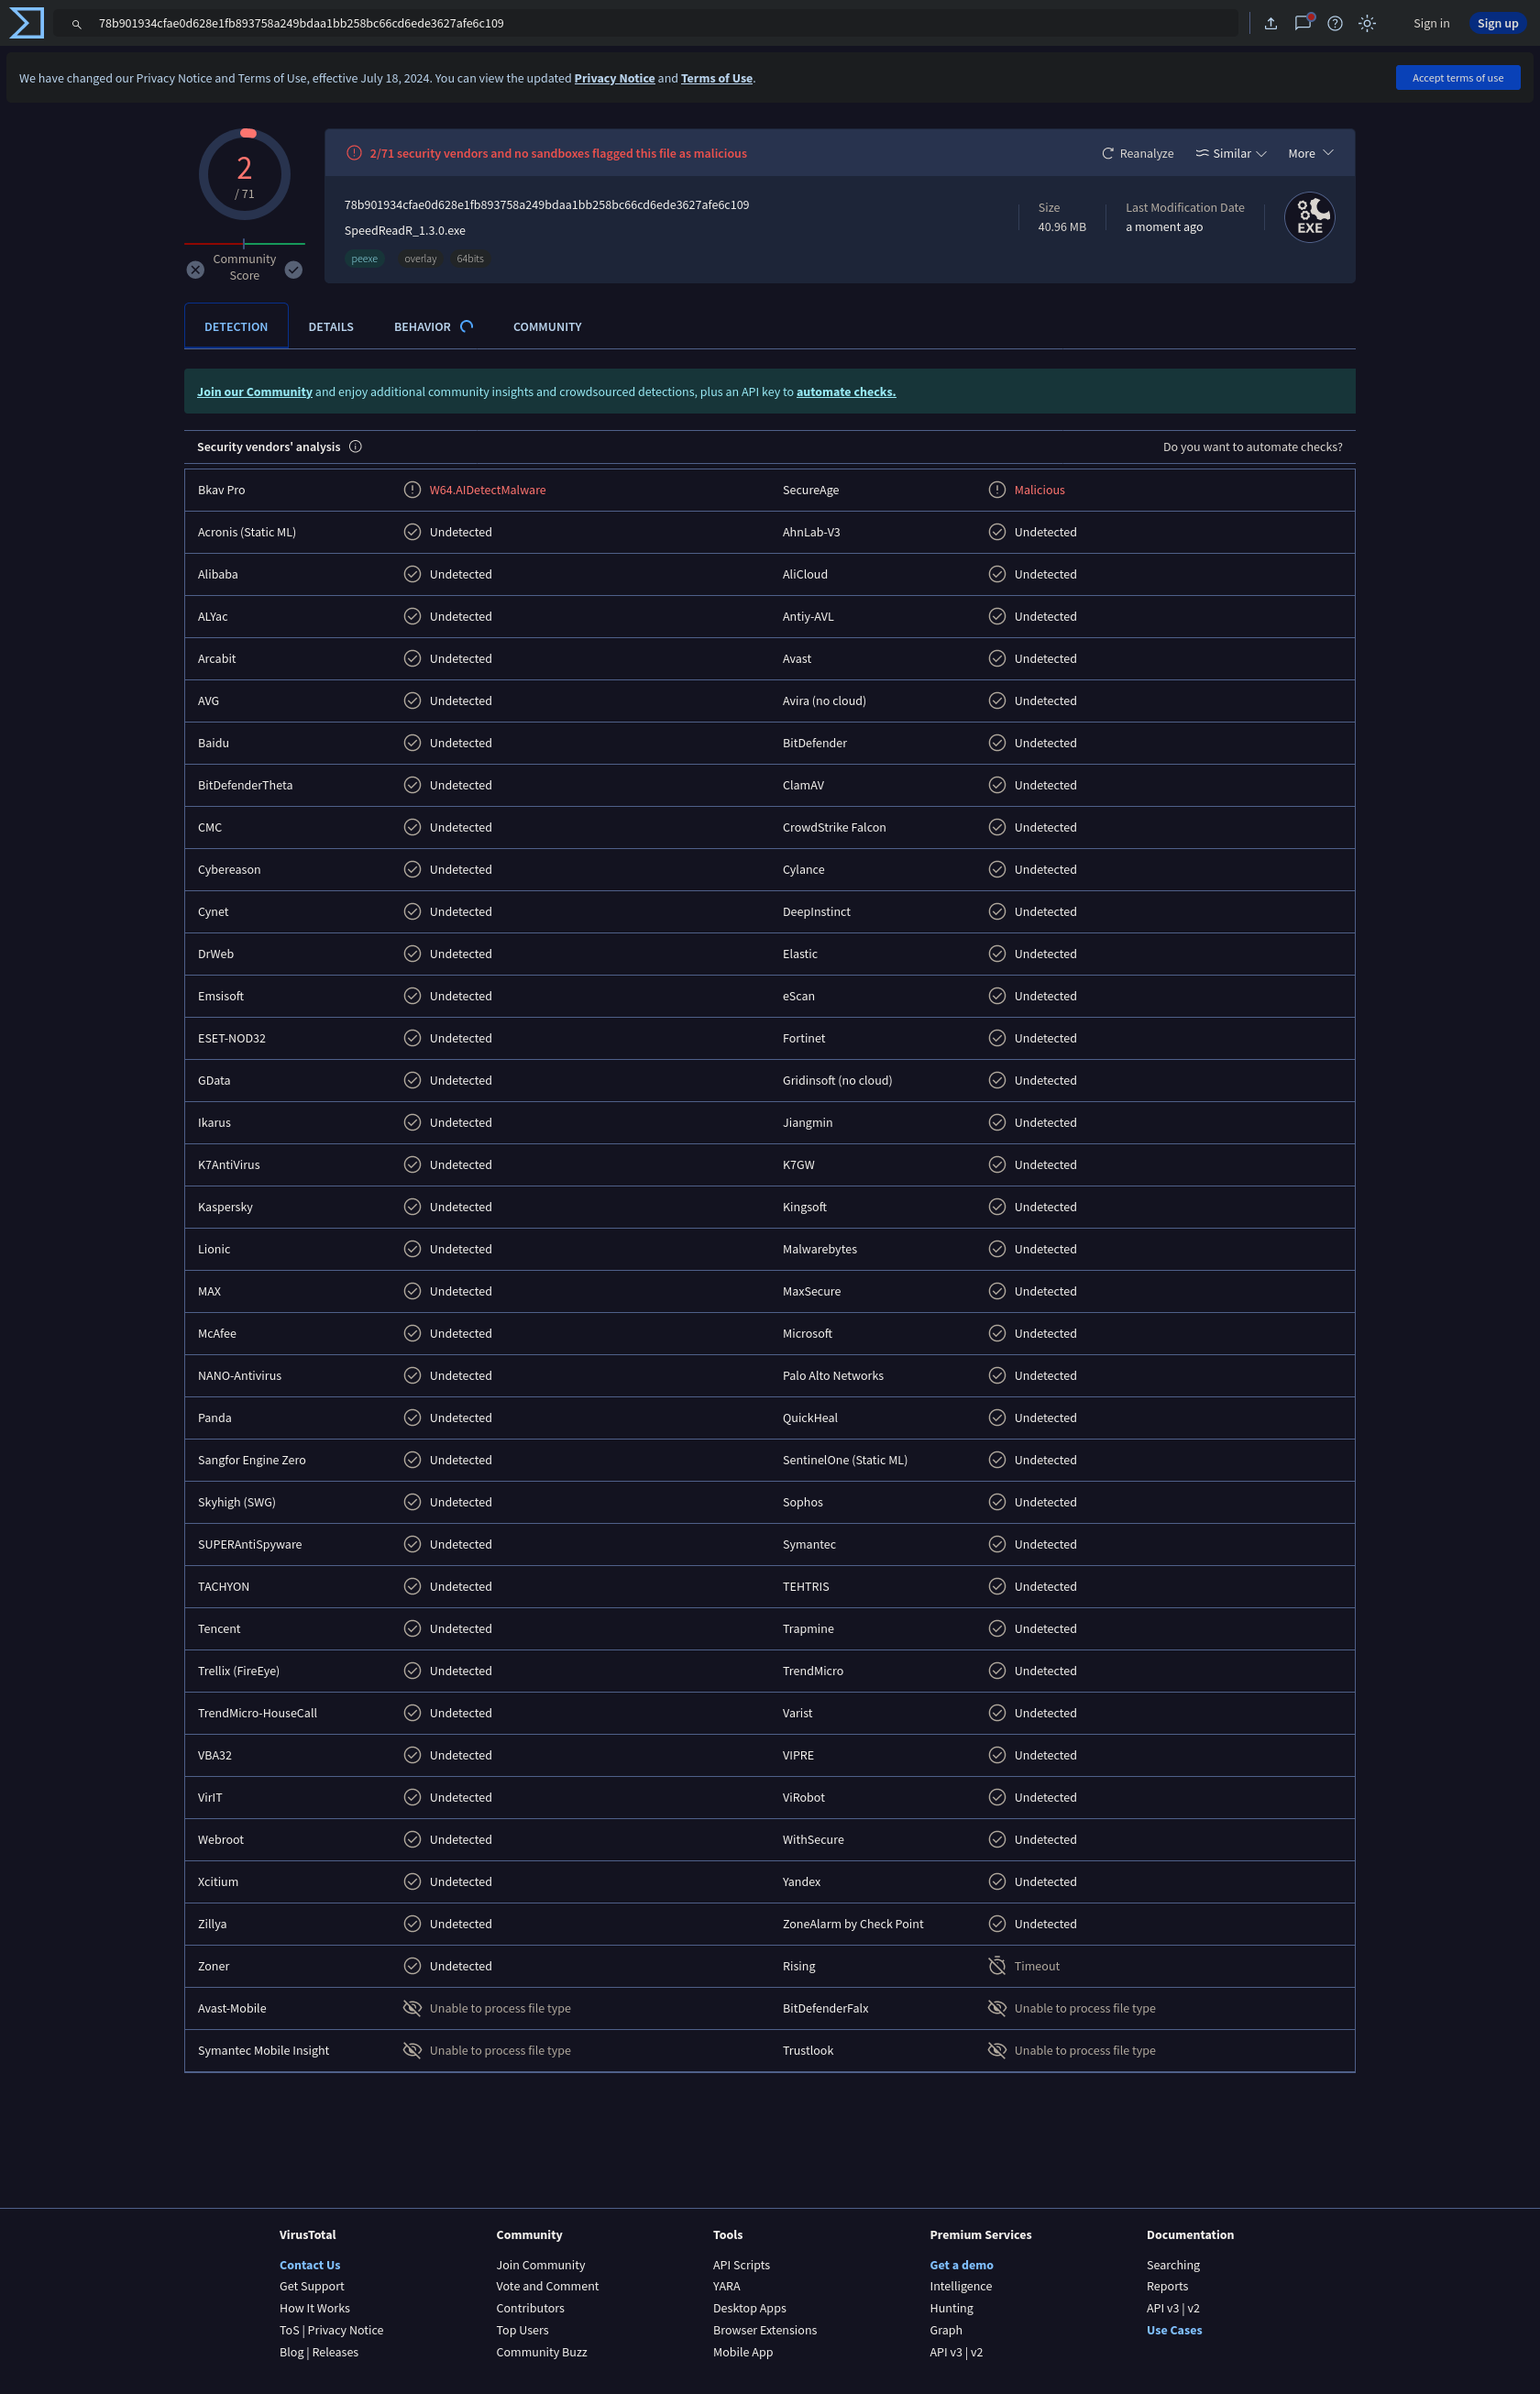 78b901934cfae0d628e1fb893758a249bdaa1bb258bc66cd6ede3627afe6c109 Sign in Sign up
We have changed our Privacy Notice and Terms of Use, effective July 18, 2024. You can view the updated Privacy Notice and Terms of Use. Accept terms of use
2
/ 71
Community
Score
2/71 security vendors and no sandboxes flagged this file as malicious Reanalyze Similar More
78b901934cfae0d628e1fb893758a249bdaa1bb258bc66cd6ede3627afe6c109
SpeedReadR_1.3.0.exe
peexe overlay 64bits
Size
40.96 MB
Last Modification Date
a moment ago
EXE
DETECTION DETAILS BEHAVIOR COMMUNITY
Join our Community and enjoy additional community insights and crowdsourced detections, plus an API key to automate checks.
Security vendors' analysis Do you want to automate checks?
Bkav Pro W64.AIDetectMalware SecureAge Malicious
Acronis (Static ML) Undetected AhnLab-V3 Undetected
Alibaba Undetected AliCloud Undetected
ALYac Undetected Antiy-AVL Undetected
Arcabit Undetected Avast Undetected
AVG Undetected Avira (no cloud) Undetected
Baidu Undetected BitDefender Undetected
BitDefenderTheta Undetected ClamAV Undetected
CMC Undetected CrowdStrike Falcon Undetected
Cybereason Undetected Cylance Undetected
Cynet Undetected DeepInstinct Undetected
DrWeb Undetected Elastic Undetected
Emsisoft Undetected eScan Undetected
ESET-NOD32 Undetected Fortinet Undetected
GData Undetected Gridinsoft (no cloud) Undetected
Ikarus Undetected Jiangmin Undetected
K7AntiVirus Undetected K7GW Undetected
Kaspersky Undetected Kingsoft Undetected
Lionic Undetected Malwarebytes Undetected
MAX Undetected MaxSecure Undetected
McAfee Undetected Microsoft Undetected
NANO-Antivirus Undetected Palo Alto Networks Undetected
Panda Undetected QuickHeal Undetected
Sangfor Engine Zero Undetected SentinelOne (Static ML) Undetected
Skyhigh (SWG) Undetected Sophos Undetected
SUPERAntiSpyware Undetected Symantec Undetected
TACHYON Undetected TEHTRIS Undetected
Tencent Undetected Trapmine Undetected
Trellix (FireEye) Undetected TrendMicro Undetected
TrendMicro-HouseCall Undetected Varist Undetected
VBA32 Undetected VIPRE Undetected
VirIT Undetected ViRobot Undetected
Webroot Undetected WithSecure Undetected
Xcitium Undetected Yandex Undetected
Zillya Undetected ZoneAlarm by Check Point Undetected
Zoner Undetected Rising Timeout
Avast-Mobile Unable to process file type BitDefenderFalx Unable to process file type
Symantec Mobile Insight Unable to process file type Trustlook Unable to process file type
VirusTotal Community Tools Premium Services Documentation
Contact Us Join Community API Scripts Get a demo Searching
Get Support Vote and Comment YARA Intelligence Reports
How It Works Contributors Desktop Apps Hunting API v3 | v2
ToS | Privacy Notice Top Users Browser Extensions Graph Use Cases
Blog | Releases Community Buzz Mobile App API v3 | v2